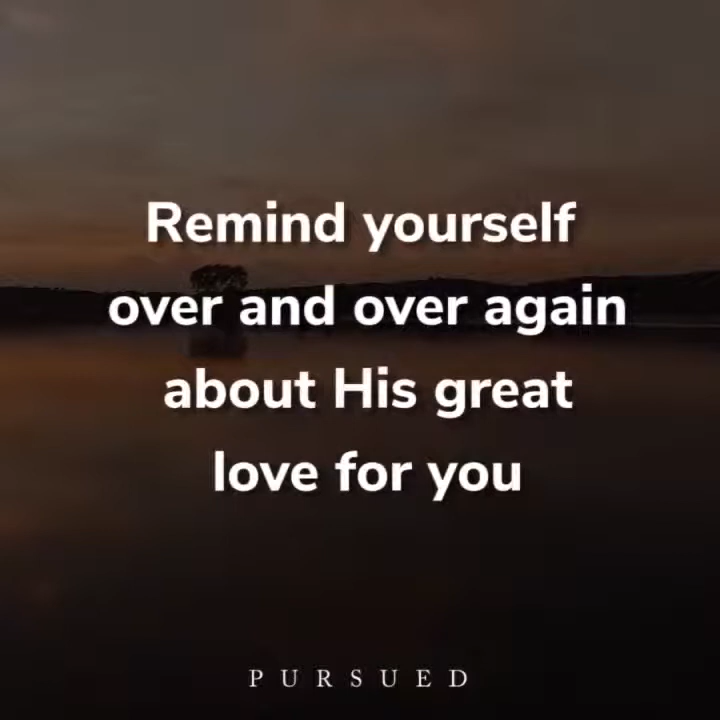 Remind yourself
over and over again
about His great
love for you
PURSUED